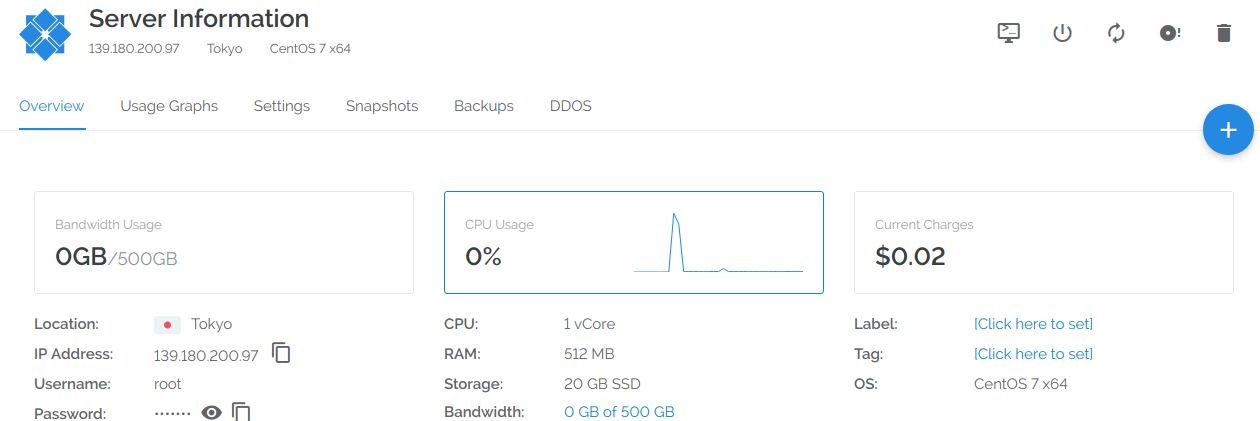 Server Information
139.180.200.97 Tokyo CentOS 7 x64
Overview Usage Graphs Settings Snapshots Backups DDOS
Bandwidth Usage CPU Usage Current Charges
0GB/500GB 0% $0.02
Location: Tokyo CPU: 1 vCore Label: [Click here to set]
IP Address: 139.180.200.97 RAM: 512 MB Tag: [Click here to set]
Username: root Storage: 20 GB SSD OS: CentOS 7 x64
Password: ······· Bandwidth: 0 GB of 500 GB